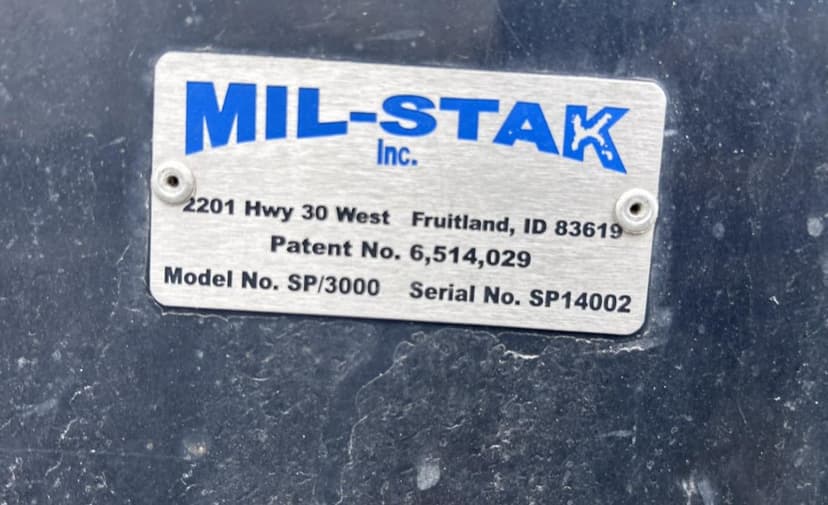 MIL-STAK
Inc.
2201 Hwy 30 West Fruitland, ID 83619
Patent No. 6,514,029
Model No. SP/3000 Serial No. SP14002